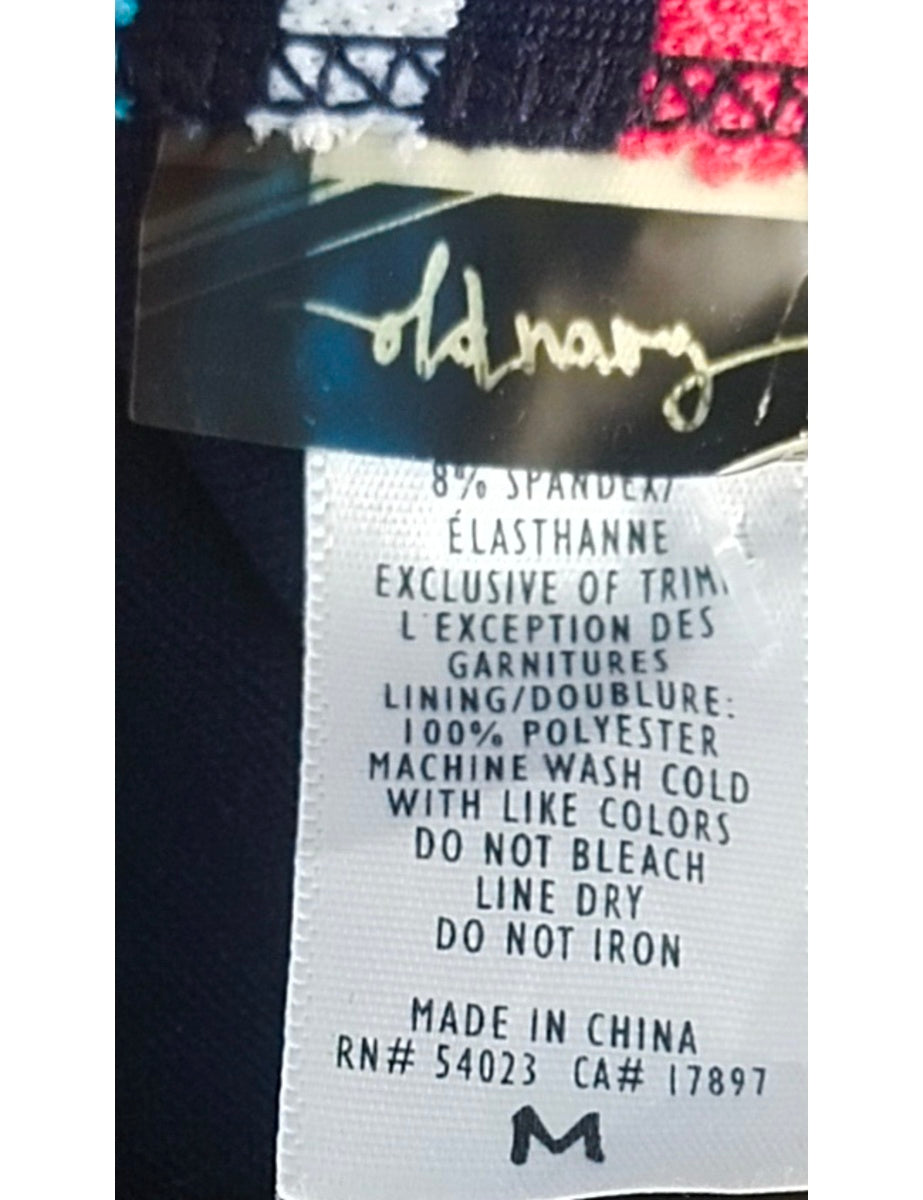 old navy
8% SPANDEX/
ÉLASTHANNE
EXCLUSIVE OF TRIM/
L'EXCEPTION DES
GARNITURES
LINING/DOUBLURE:
100% POLYESTER
MACHINE WASH COLD
WITH LIKE COLORS
DO NOT BLEACH
LINE DRY
DO NOT IRON
MADE IN CHINA
RN# 54023 CA# 17897
M